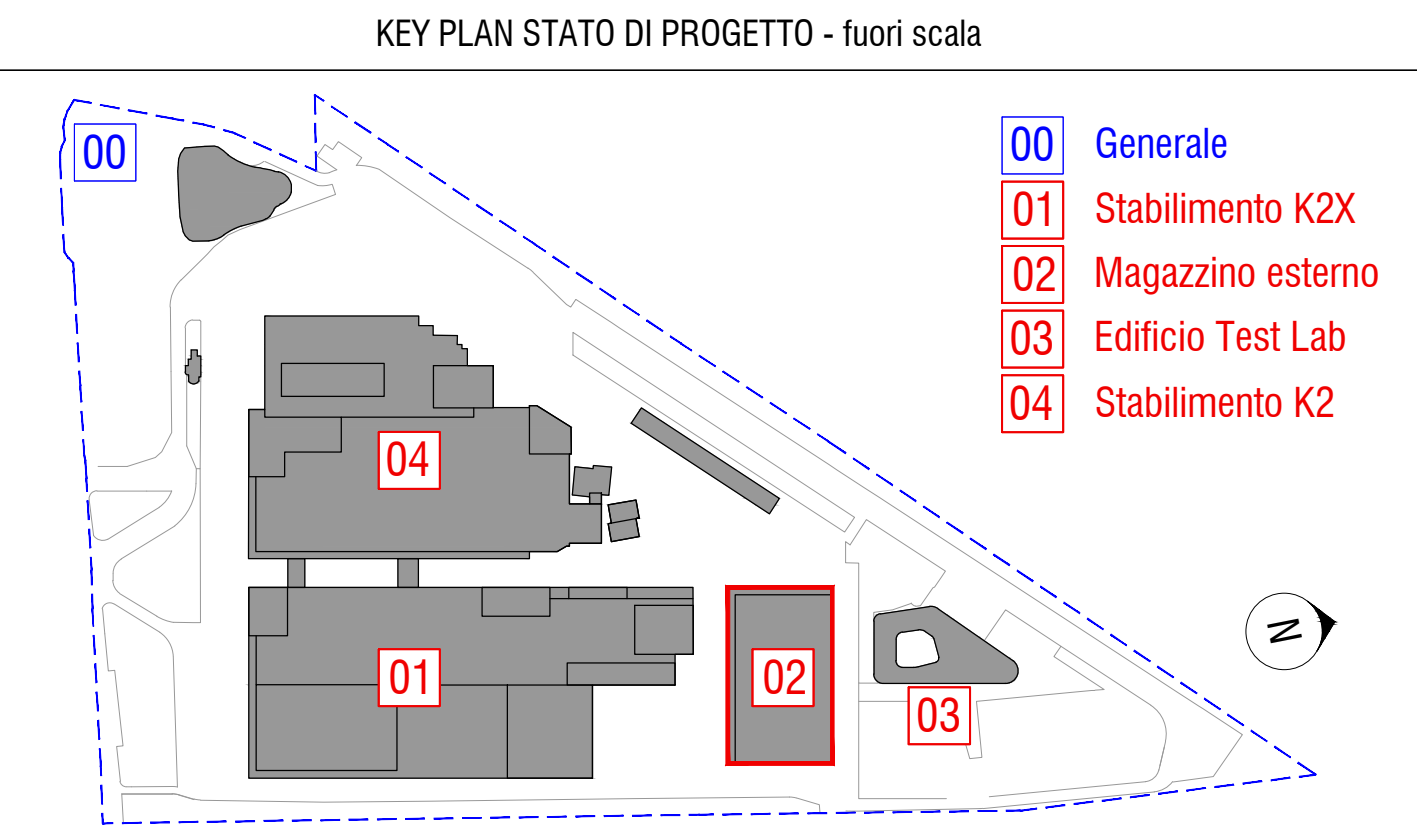 KEY PLAN STATO DI PROGETTO - fuori scala
00
00 Generale
01 Stabilimento K2X
02 Magazzino esterno
03 Edificio Test Lab
04 Stabilimento K2
04
01
02
03
N